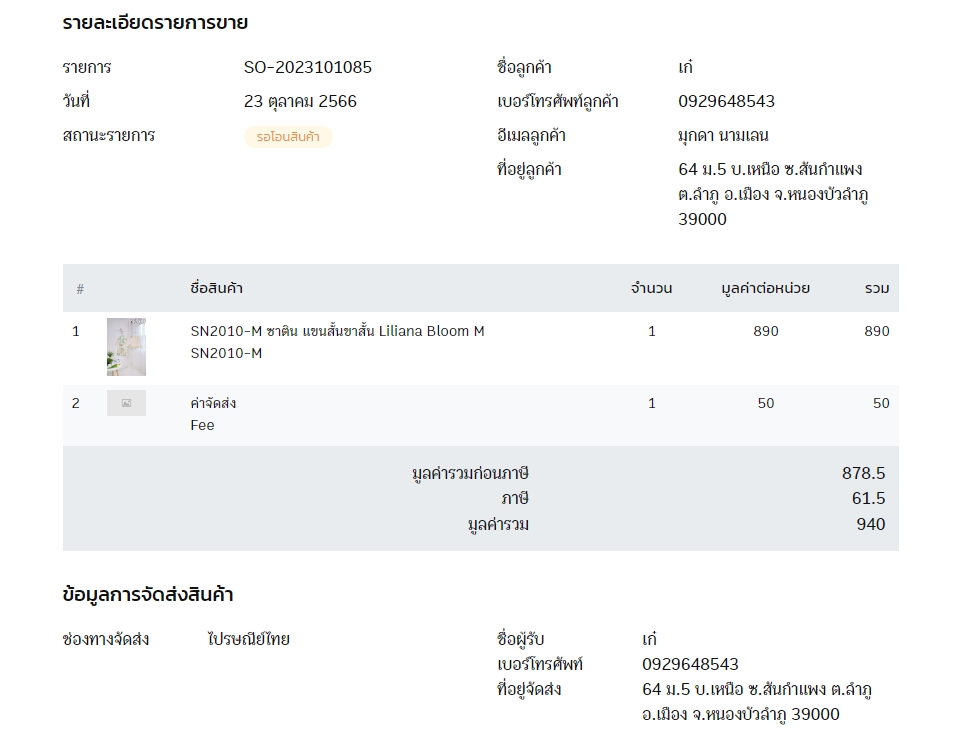 รายละเอียดรายการขาย
รายการ SO-2023101085
วันที่ 23 ตุลาคม 2566
สถานะรายการ รอโอนสินค้า
ชื่อลูกค้า เก๋
เบอร์โทรศัพท์ลูกค้า 0929648543
อีเมลลูกค้า มุกดา นามเลน
ที่อยู่ลูกค้า 64 ม.5 บ.เหนือ ซ.สันกำแพง
ต.ลำภู อ.เมือง จ.หนองบัวลำภู
39000
# ชื่อสินค้า จำนวน มูลค่าต่อหน่วย รวม
1 SN2010-M ซาติน แขนสั้นขาสั้น Liliana Bloom M 1 890 890
SN2010-M
2 ค่าจัดส่ง 1 50 50
Fee
มูลค่ารวมก่อนภาษี 878.5
ภาษี 61.5
มูลค่ารวม 940
ข้อมูลการจัดส่งสินค้า
ช่องทางจัดส่ง ไปรษณีย์ไทย
ชื่อผู้รับ เก๋
เบอร์โทรศัพท์ 0929648543
ที่อยู่จัดส่ง 64 ม.5 บ.เหนือ ซ.สันกำแพง ต.ลำภู
อ.เมือง จ.หนองบัวลำภู 39000